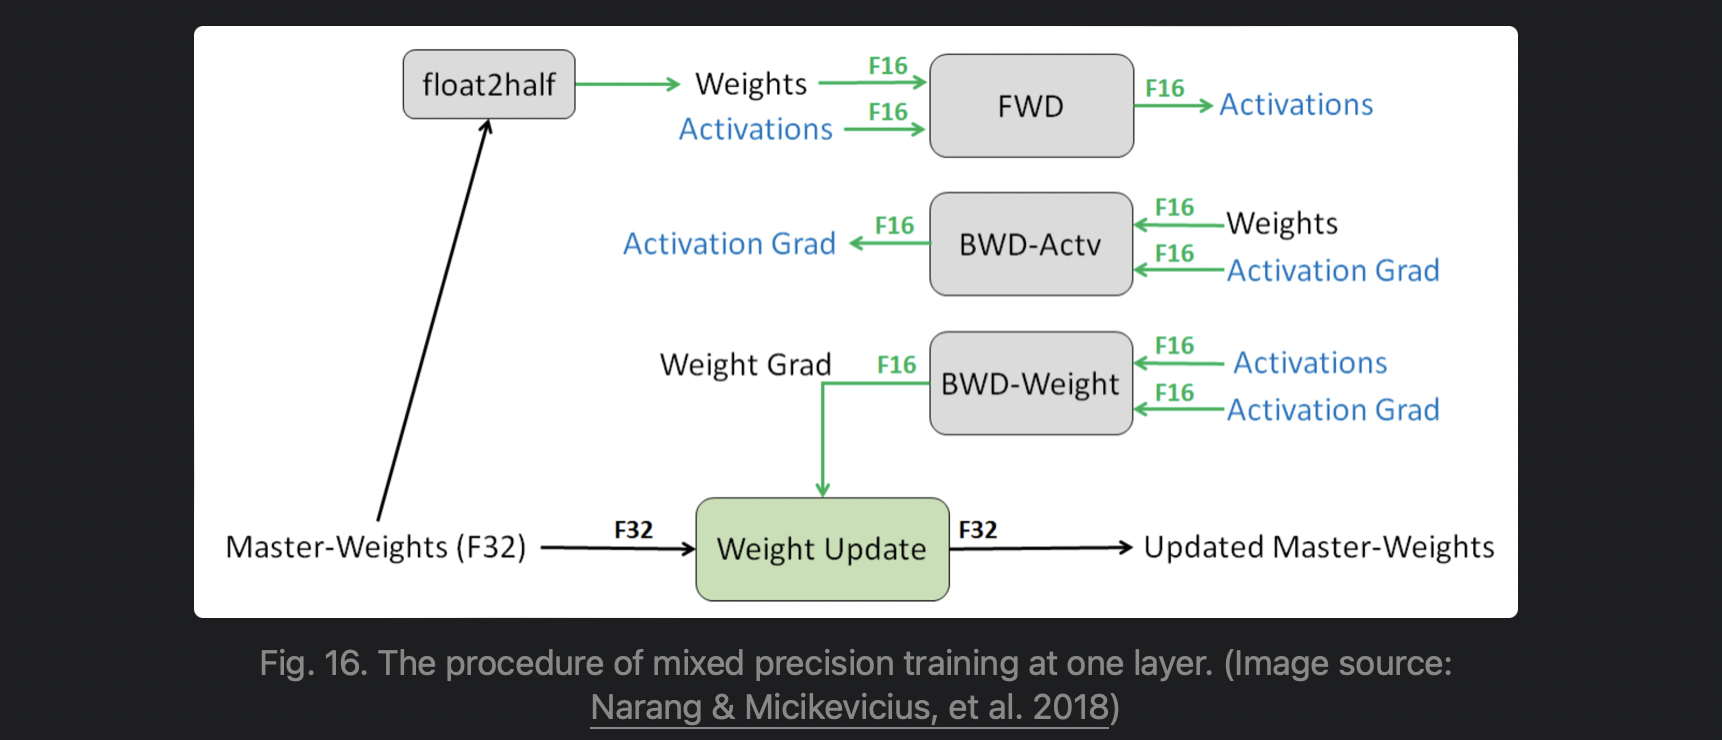 float2half
Weights
F16
Activations
F16
FWD
F16
Activations
Activation Grad
F16
BWD-Actv
F16
Weights
F16
Activation Grad
Weight Grad
F16
BWD-Weight
F16
Activations
F16
Activation Grad
Master-Weights (F32)
F32
Weight Update
F32
Updated Master-Weights
Fig. 16. The procedure of mixed precision training at one layer. (Image source:
Narang & Micikevicius, et al. 2018)